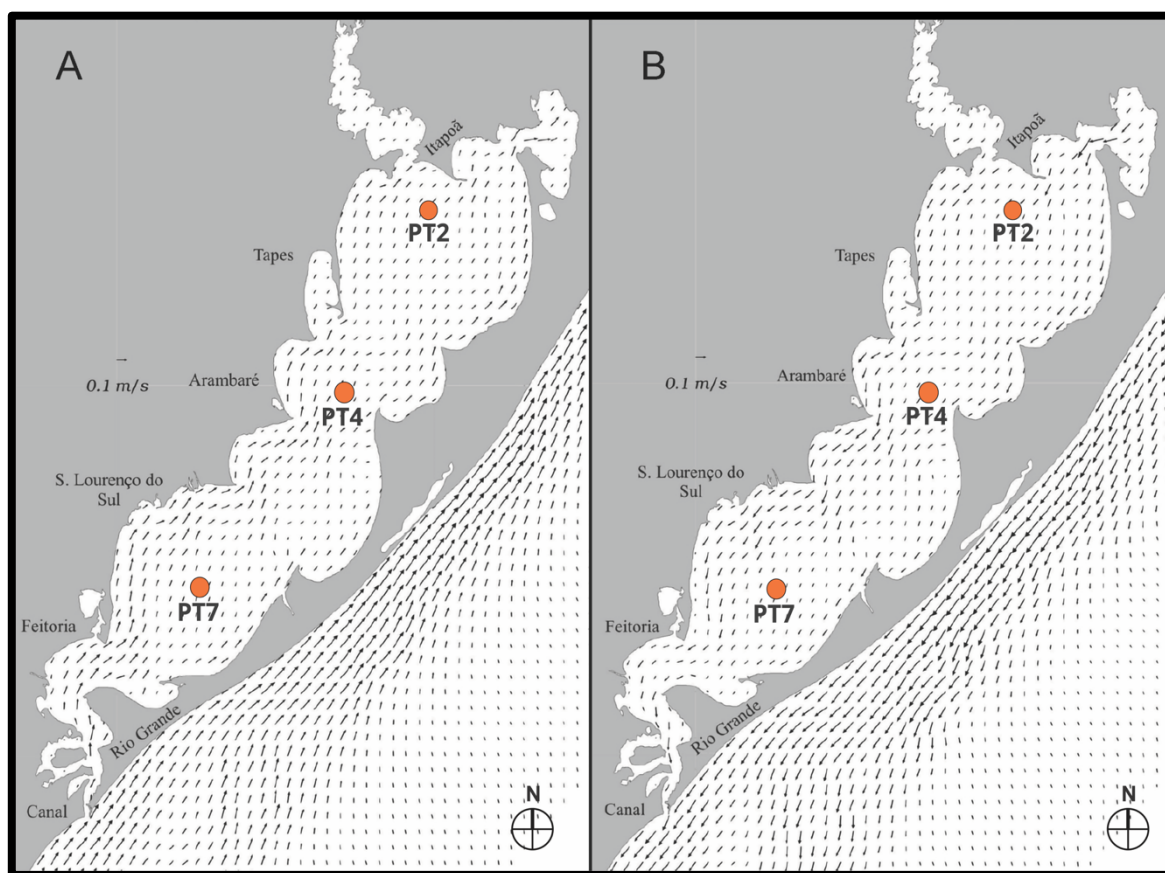 A
Itapoã
PT2
Tapes
0.1 m/s
Arambaré
PT4
S. Lourenço do
Sul
PT7
Feitoria
Rio Grande
Canal
N
B
Itapoã
PT2
Tapes
0.1 m/s
Arambaré
PT4
S. Lourenço do
Sul
PT7
Feitoria
Rio Grande
Canal
N